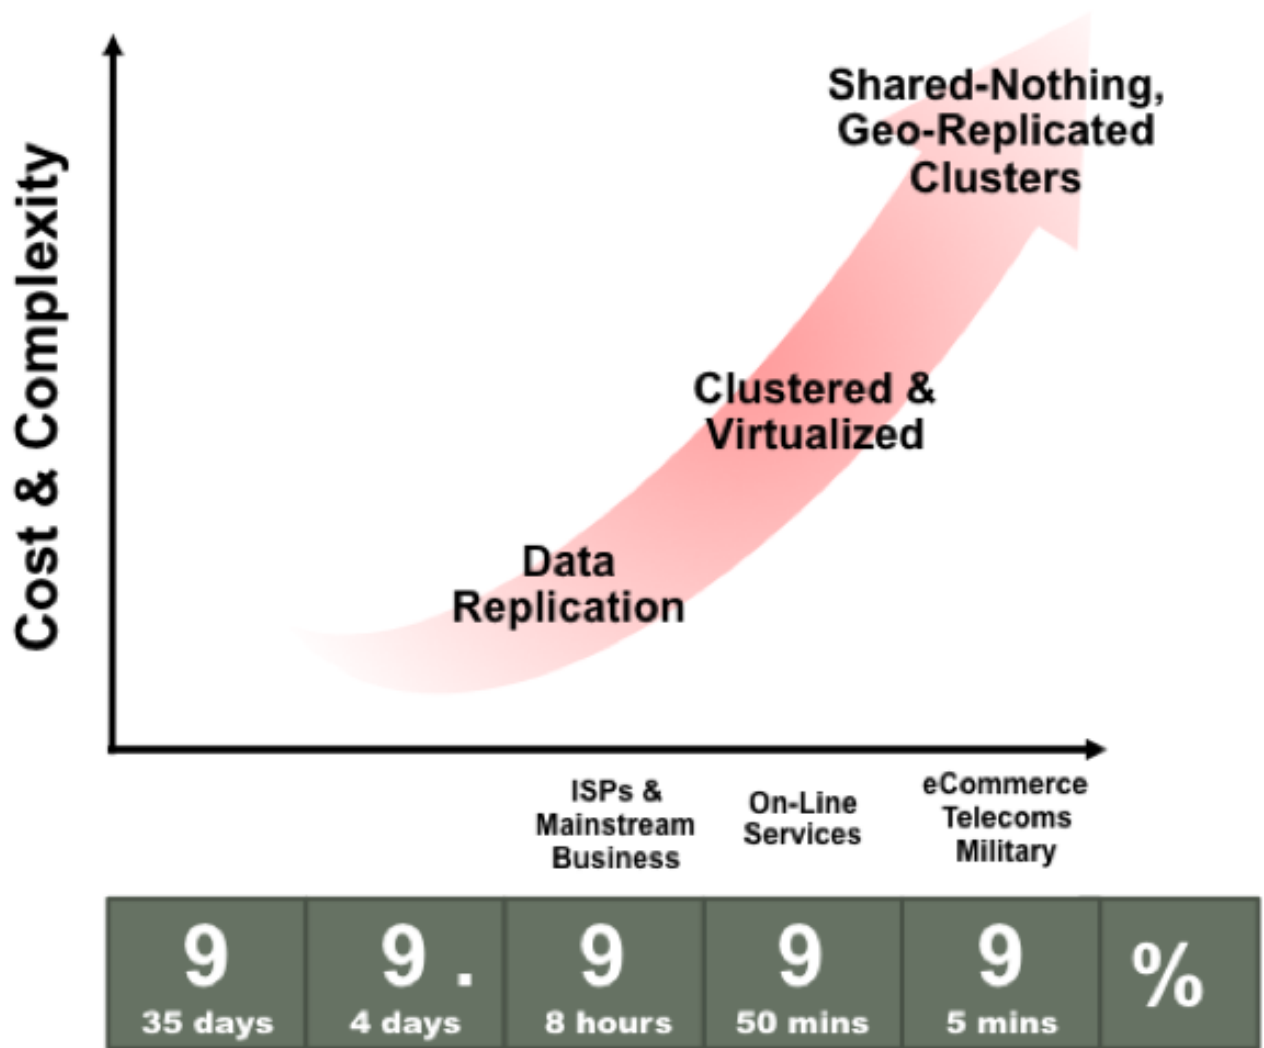 Cost & Complexity
Shared-Nothing,
Geo-Replicated
Clusters
Clustered &
Virtualized
Data
Replication
ISPs &
Mainstream
Business
On-Line
Services
eCommerce
Telecoms
Military
9 9. 9 9 9 %
35 days 4 days 8 hours 50 mins 5 mins